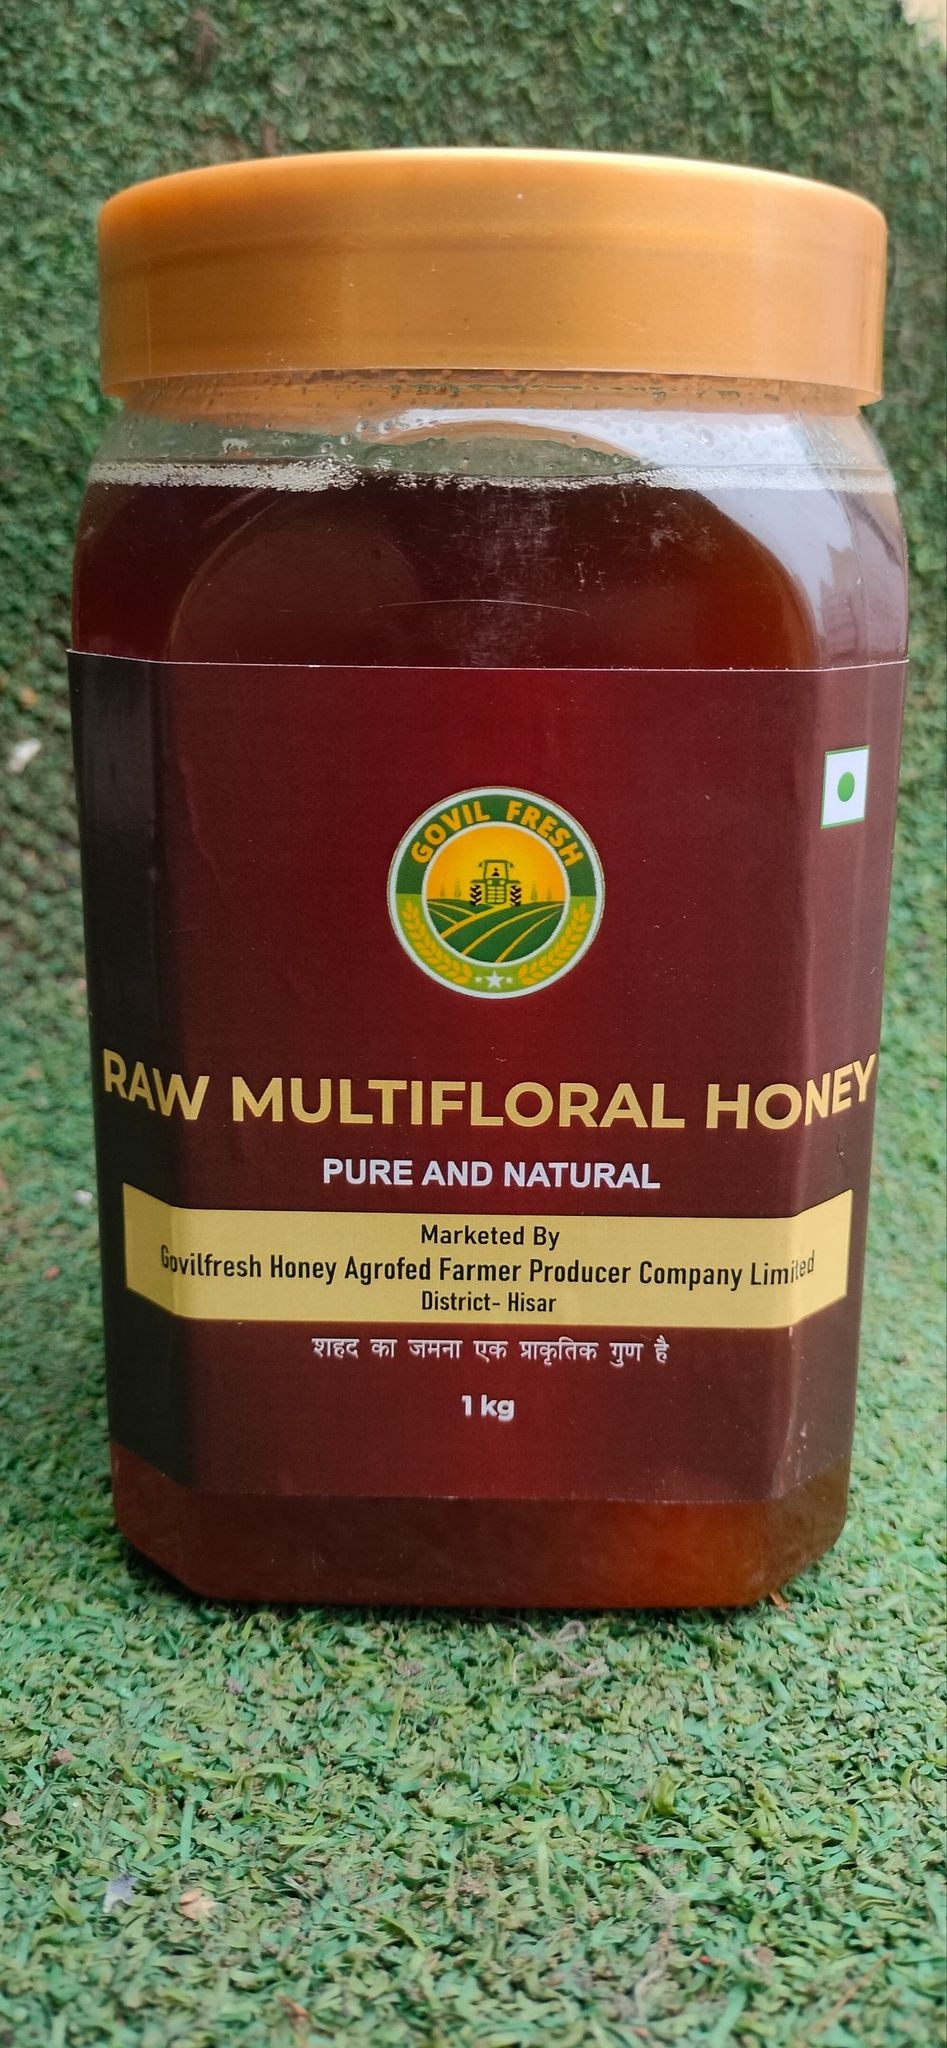 GOVIL FRESH
RAW MULTIFLORAL HONEY
PURE AND NATURAL
Marketed By
Govilfresh Honey Agrofed Farmer Producer Company Limited
District- Hisar
शहद का जमना एक प्राकृतिक गुण है
1 kg